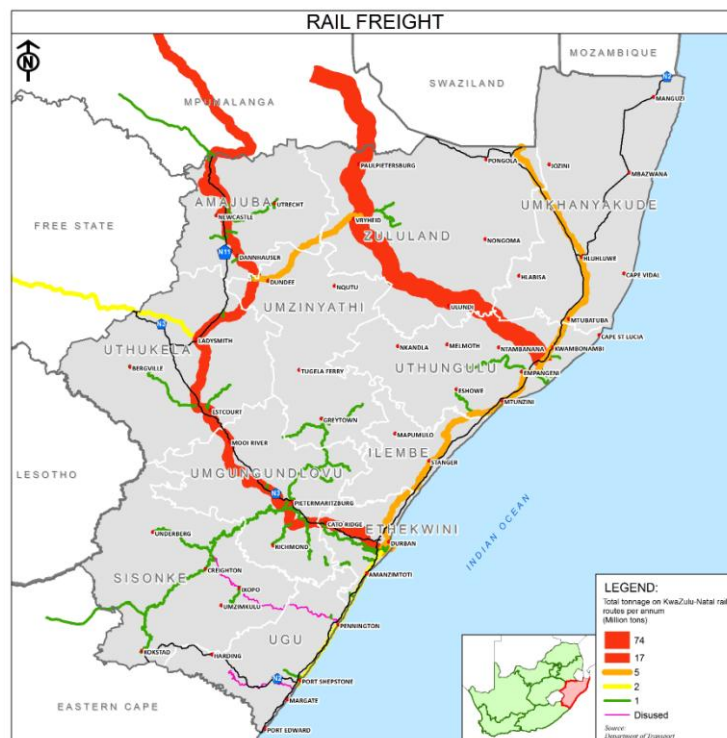 RAIL FREIGHT
N
MOZAMBIQUE
SWAZILAND
N2
MANGUZI
MPUMALANGA
PAULPIETERSBURG
PONGOLA
JOZINI
MBAZWANA
AMAJUBA
UTRECHT
UMKHANYAKUDE
NEWCASTLE
VRYHEID
FREE STATE
ZULULAND
NONGOMA
N11
DANNHAUSER
HLUHLUWE
HLABISA
CAPE VIDAL
DUNDEE
NQUTU
UMZINYATHI
ULUNDI
MTUBATUBA
N3
CAPE ST LUCIA
LADYSMITH
NKANDLA
MELMOTH
NTAMBANANA
KWAMBONAMBI
UTHUKELA
BERGVILLE
TUGELA FERRY
UTHUNGULU
EMPANGENI
ESHOWE
MTUNZINI
ESTCOURT
GREYTOWN
MAPUMULO
MOOI RIVER
ILEMBE
STANGER
LESOTHO
UMGUNGUNDLOVU
N3
PIETERMARITZBURG
CATO RIDGE
ETHEKWINI
DURBAN
INDIAN OCEAN
UNDERBERG
RICHMOND
CREIGHTON
AMANZIMTOTI
SISONKE
IXOPO
UMZIMKULU
PENNINGTON
UGU
KOKSTAD
HARDING
N2
PORT SHEPSTONE
MARGATE
EASTERN CAPE
PORT EDWARD
LEGEND:
Total tonnage on KwaZulu-Natal rail
routes per annum
(Million tons)
74
17
5
2
1
Disused
Source:
Department of Transport